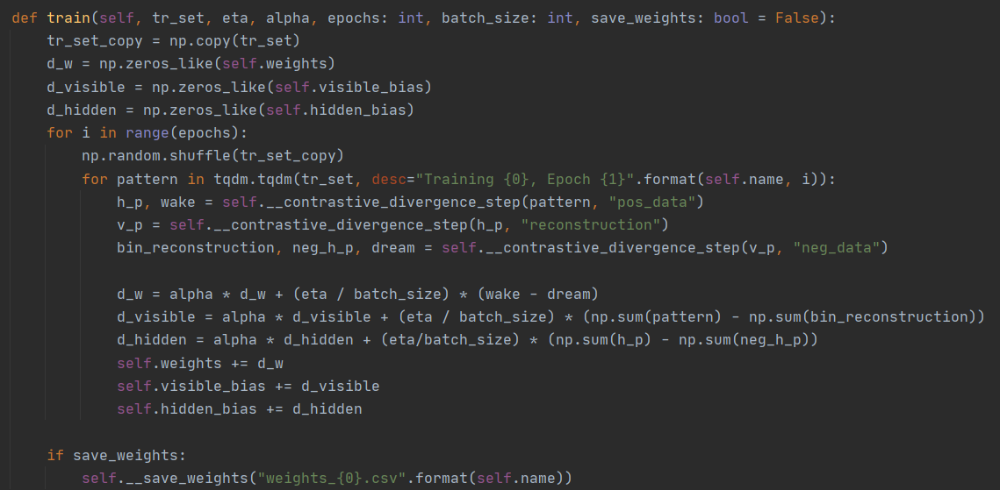 def train(self, tr_set, eta, alpha, epochs: int, batch_size: int, save_weights: bool = False):
    tr_set_copy = np.copy(tr_set)
    d_w = np.zeros_like(self.weights)
    d_visible = np.zeros_like(self.visible_bias)
    d_hidden = np.zeros_like(self.hidden_bias)
    for i in range(epochs):
        np.random.shuffle(tr_set_copy)
        for pattern in tqdm.tqdm(tr_set, desc="Training {0}, Epoch {1}".format(self.name, i)):
            h_p, wake = self.__contrastive_divergence_step(pattern, "pos_data")
            v_p = self.__contrastive_divergence_step(h_p, "reconstruction")
            bin_reconstruction, neg_h_p, dream = self.__contrastive_divergence_step(v_p, "neg_data")
            d_w = alpha * d_w + (eta / batch_size) * (wake - dream)
            d_visible = alpha * d_visible + (eta / batch_size) * (np.sum(pattern) - np.sum(bin_reconstruction))
            d_hidden = alpha * d_hidden + (eta/batch_size) * (np.sum(h_p) - np.sum(neg_h_p))
            self.weights += d_w
            self.visible_bias += d_visible
            self.hidden_bias += d_hidden
    if save_weights:
        self.__save_weights("weights_{0}.csv".format(self.name))